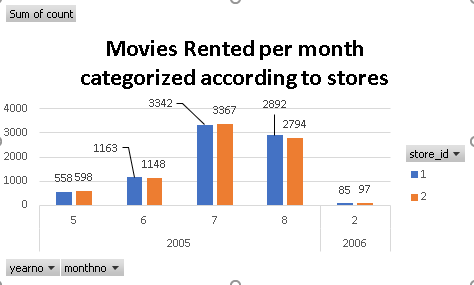 Sum of count
Movies Rented per month
categorized according to stores
4000
3000
2000
1000
0
558 598
1163
1148
3342
3367
2892
2794
85 97
5 6 7 8 2
2005 2006
store_id
1
2
yearno monthno